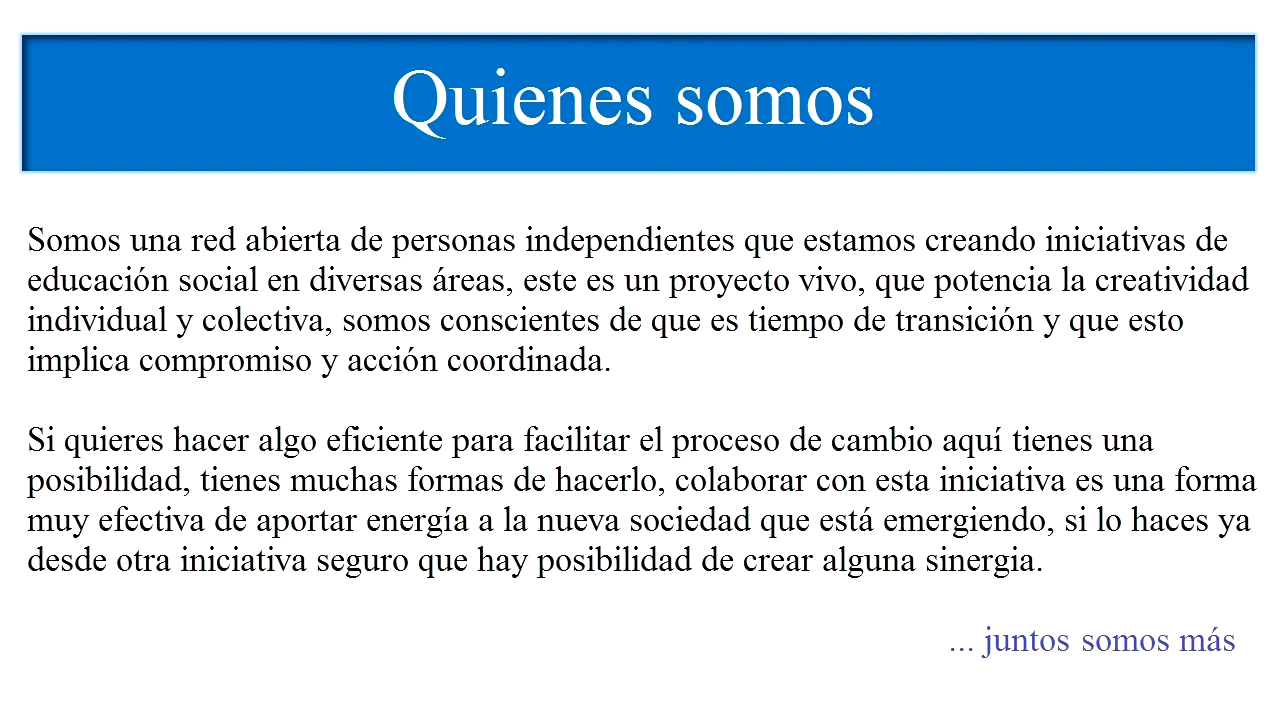 Quienes somos
Somos una red abierta de personas independientes que estamos creando iniciativas de
educación social en diversas áreas, este es un proyecto vivo, que potencia la creatividad
individual y colectiva, somos conscientes de que es tiempo de transición y que esto
implica compromiso y acción coordinada.
Si quieres hacer algo eficiente para facilitar el proceso de cambio aquí tienes una
posibilidad, tienes muchas formas de hacerlo, colaborar con esta iniciativa es una forma
muy efectiva de aportar energía a la nueva sociedad que está emergiendo, si lo haces ya
desde otra iniciativa seguro que hay posibilidad de crear alguna sinergia.
... juntos somos más